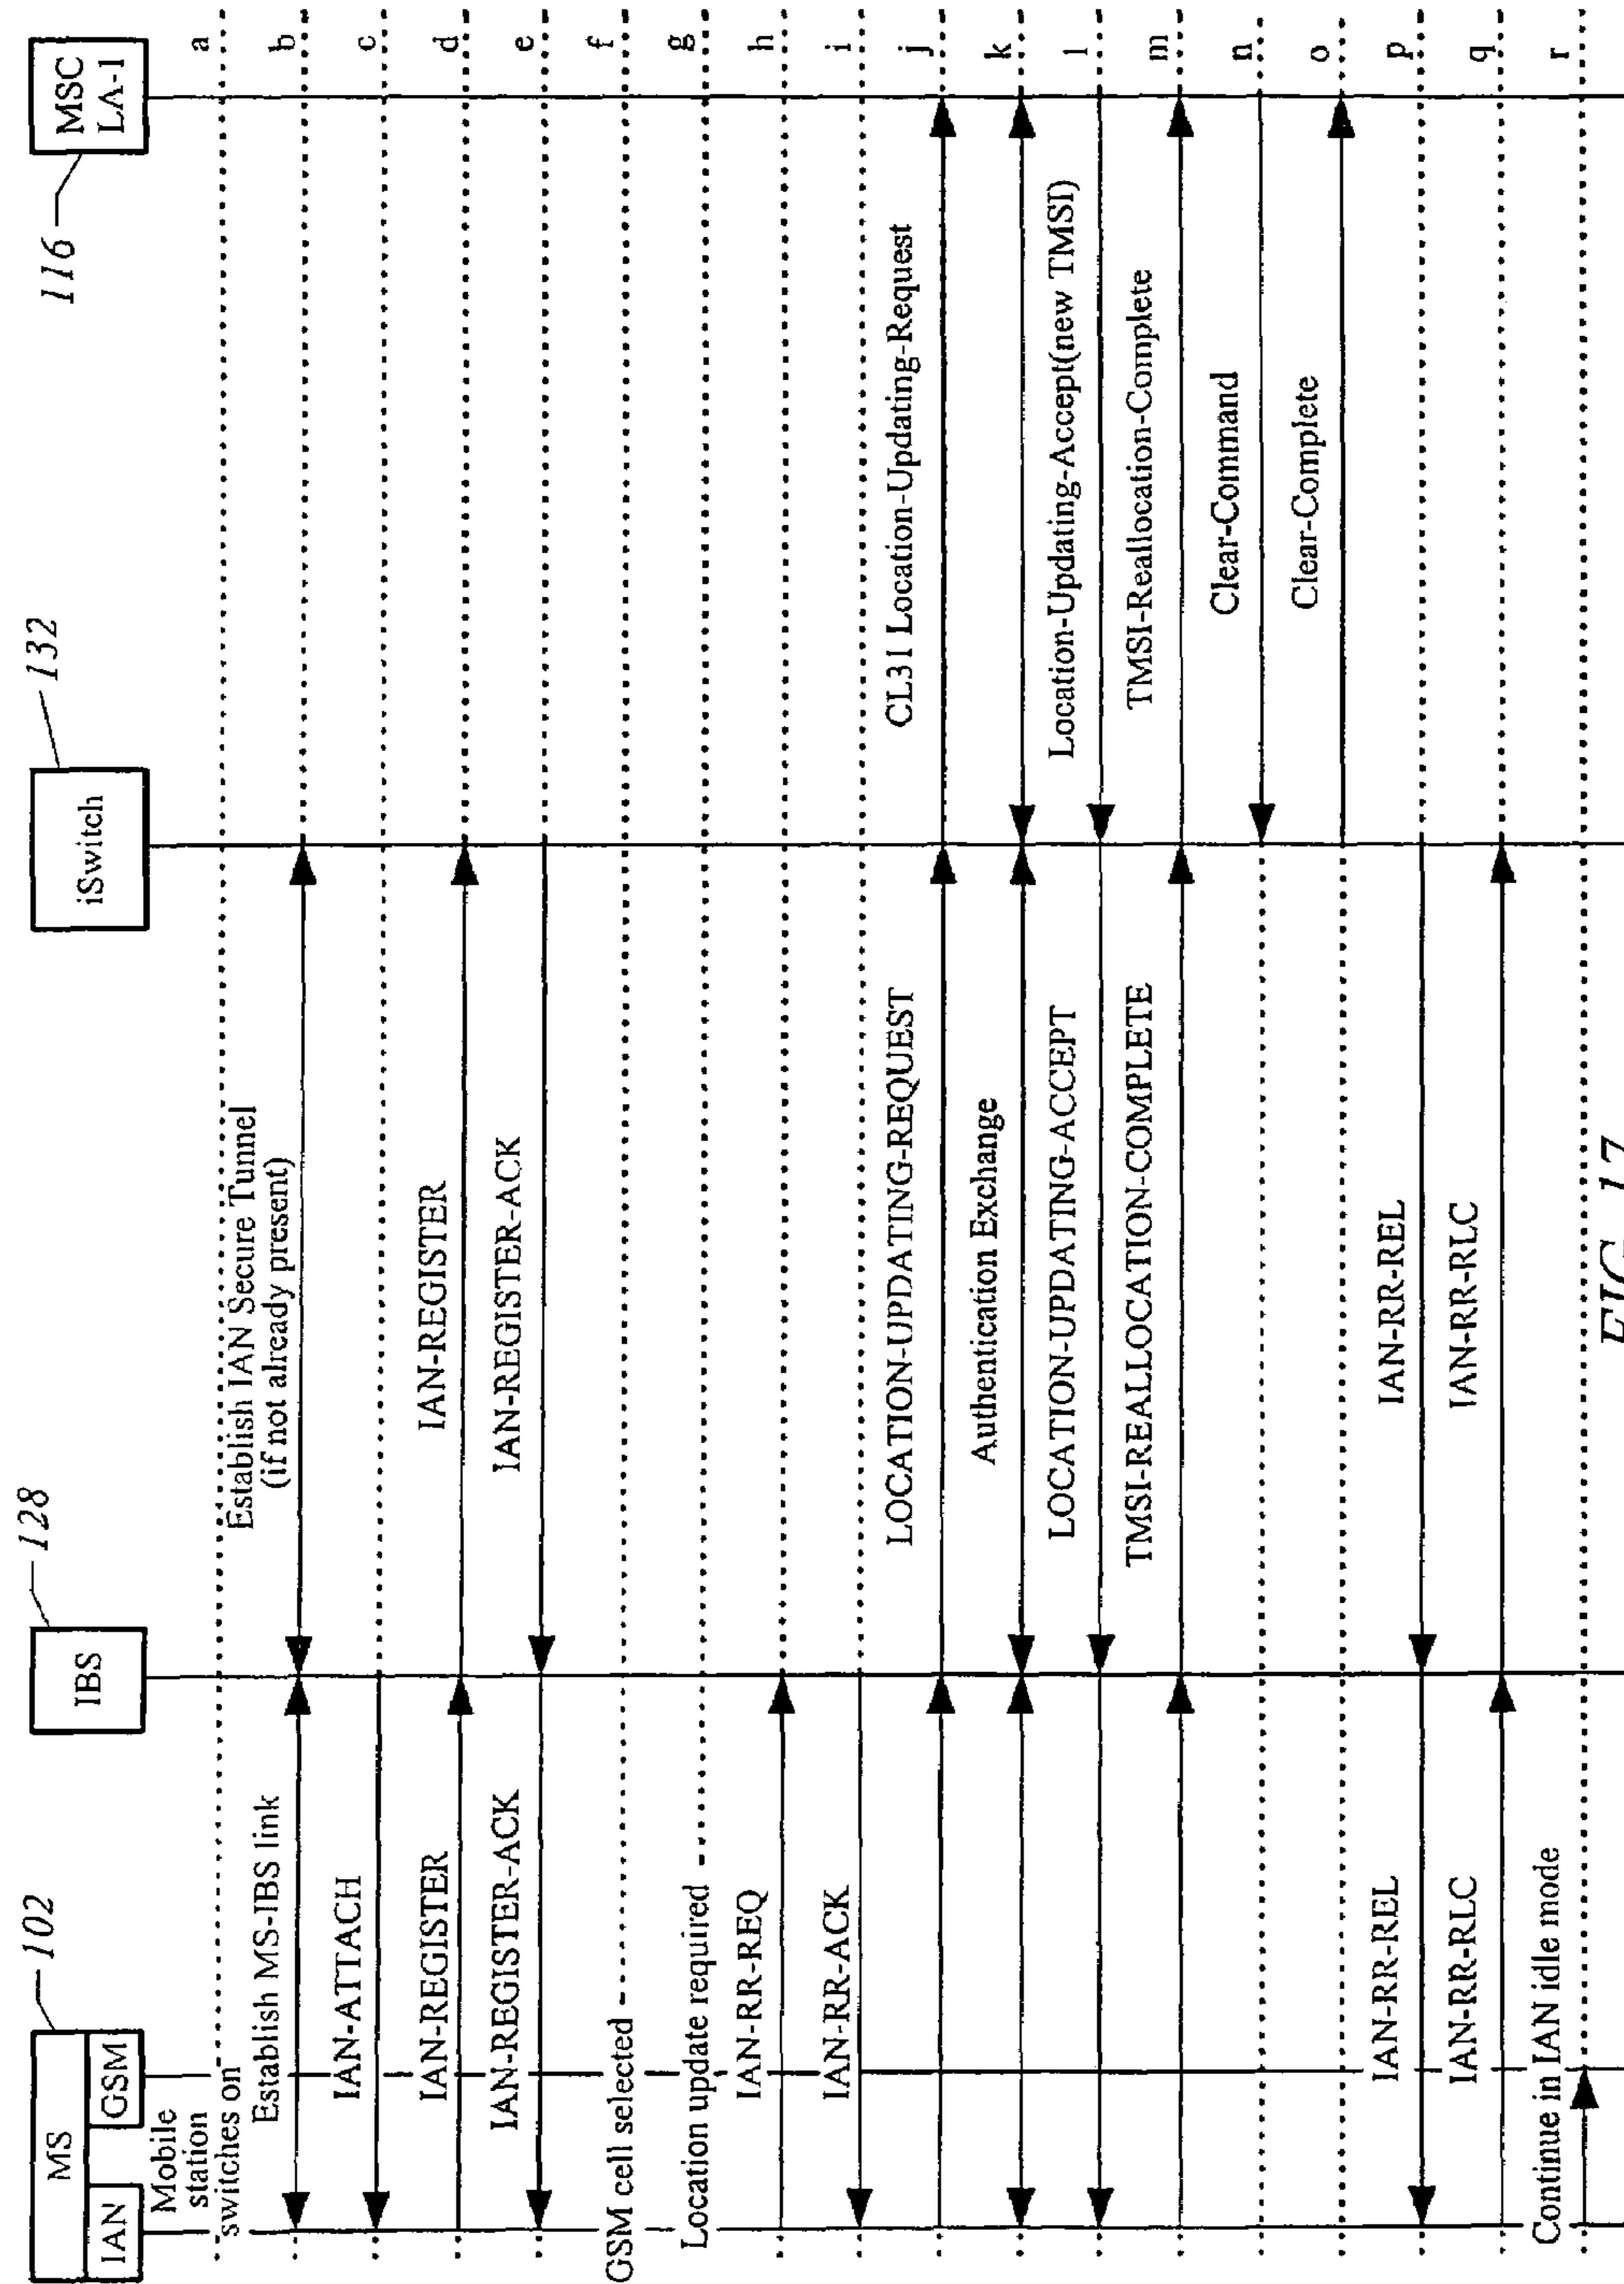 MS
102
IAN
GSM
IBS
128
iSwitch
132
MSC
LA-1
116
Mobile
station
switches on
a
Establish MS-IBS link
Establish IAN Secure Tunnel
(if not already present)
b
IAN-ATTACH
c
IAN-REGISTER
IAN-REGISTER
d
IAN-REGISTER-ACK
IAN-REGISTER-ACK
e
GSM cell selected
f
Location update required
g
IAN-RR-REQ
h
IAN-RR-ACK
i
LOCATION-UPDATING-REQUEST
CL31 Location-Updating-Request
j
Authentication Exchange
k
LOCATION-UPDATING-ACCEPT
Location-Updating-Accept(new TMSI)
l
TMSI-REALLOCATION-COMPLETE
TMSI-Reallocation-Complete
m
Clear-Command
n
Clear-Complete
o
IAN-RR-REL
IAN-RR-REL
p
IAN-RR-RLC
IAN-RR-RLC
q
Continue in IAN idle mode
r
FIG. 17